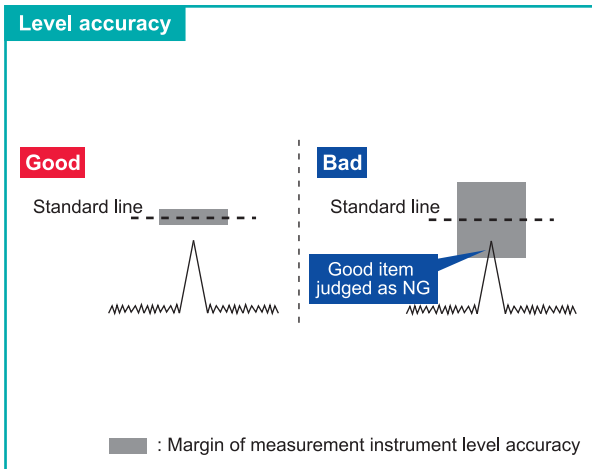 Level accuracy
Good
Standard line
Bad
Standard line
Good item
judged as NG
: Margin of measurement instrument level accuracy